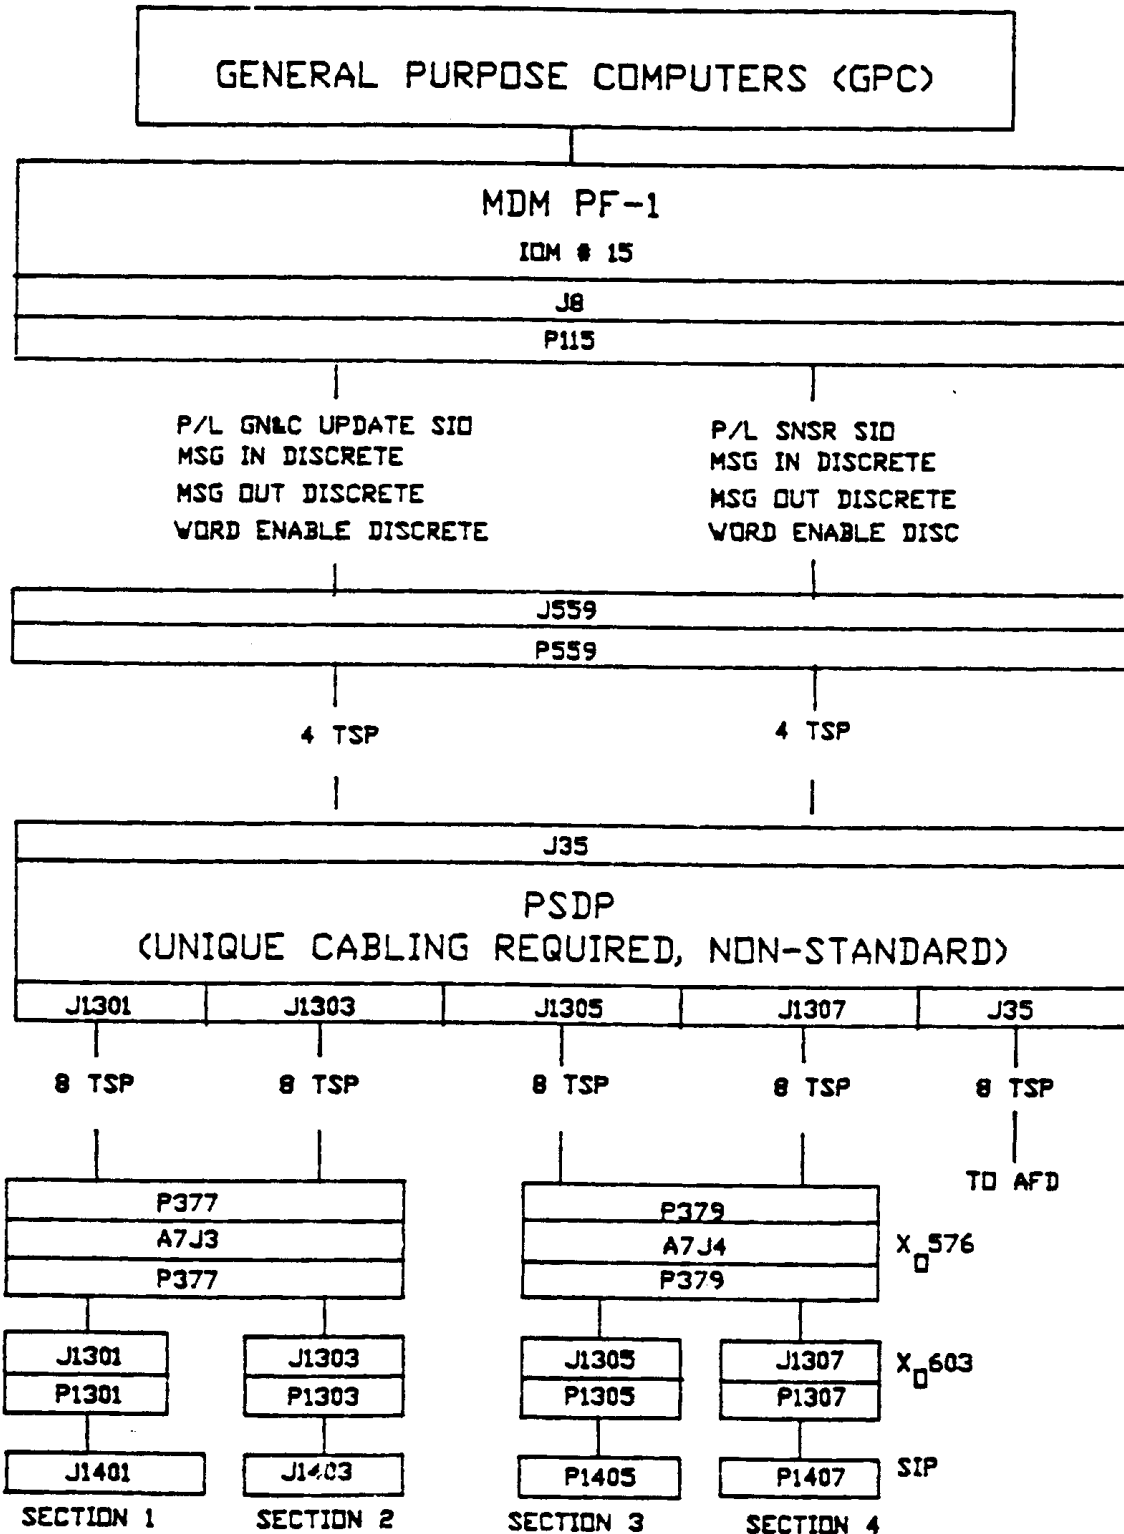 GENERAL PURPOSE COMPUTERS (GPC)
MDM PF-1
IOM # 15
J8
P115
P/L GN&C UPDATE SIO
MSG IN DISCRETE
MSG OUT DISCRETE
WORD ENABLE DISCRETE
P/L SNSR SIO
MSG IN DISCRETE
MSG OUT DISCRETE
WORD ENABLE DISC
J559
P559
4 TSP 4 TSP
J35
PSDP
(UNIQUE CABLING REQUIRED, NON-STANDARD)
J1301 J1303 J1305 J1307 J35
8 TSP 8 TSP 8 TSP 8 TSP 8 TSP
TO AFD
P377 P379
A7J3 A7J4 XO576
P377 P379
J1301 J1303 J1305 J1307 XO603
P1301 P1303 P1305 P1307
J1401 J1403 P1405 P1407 SIP
SECTION 1 SECTION 2 SECTION 3 SECTION 4